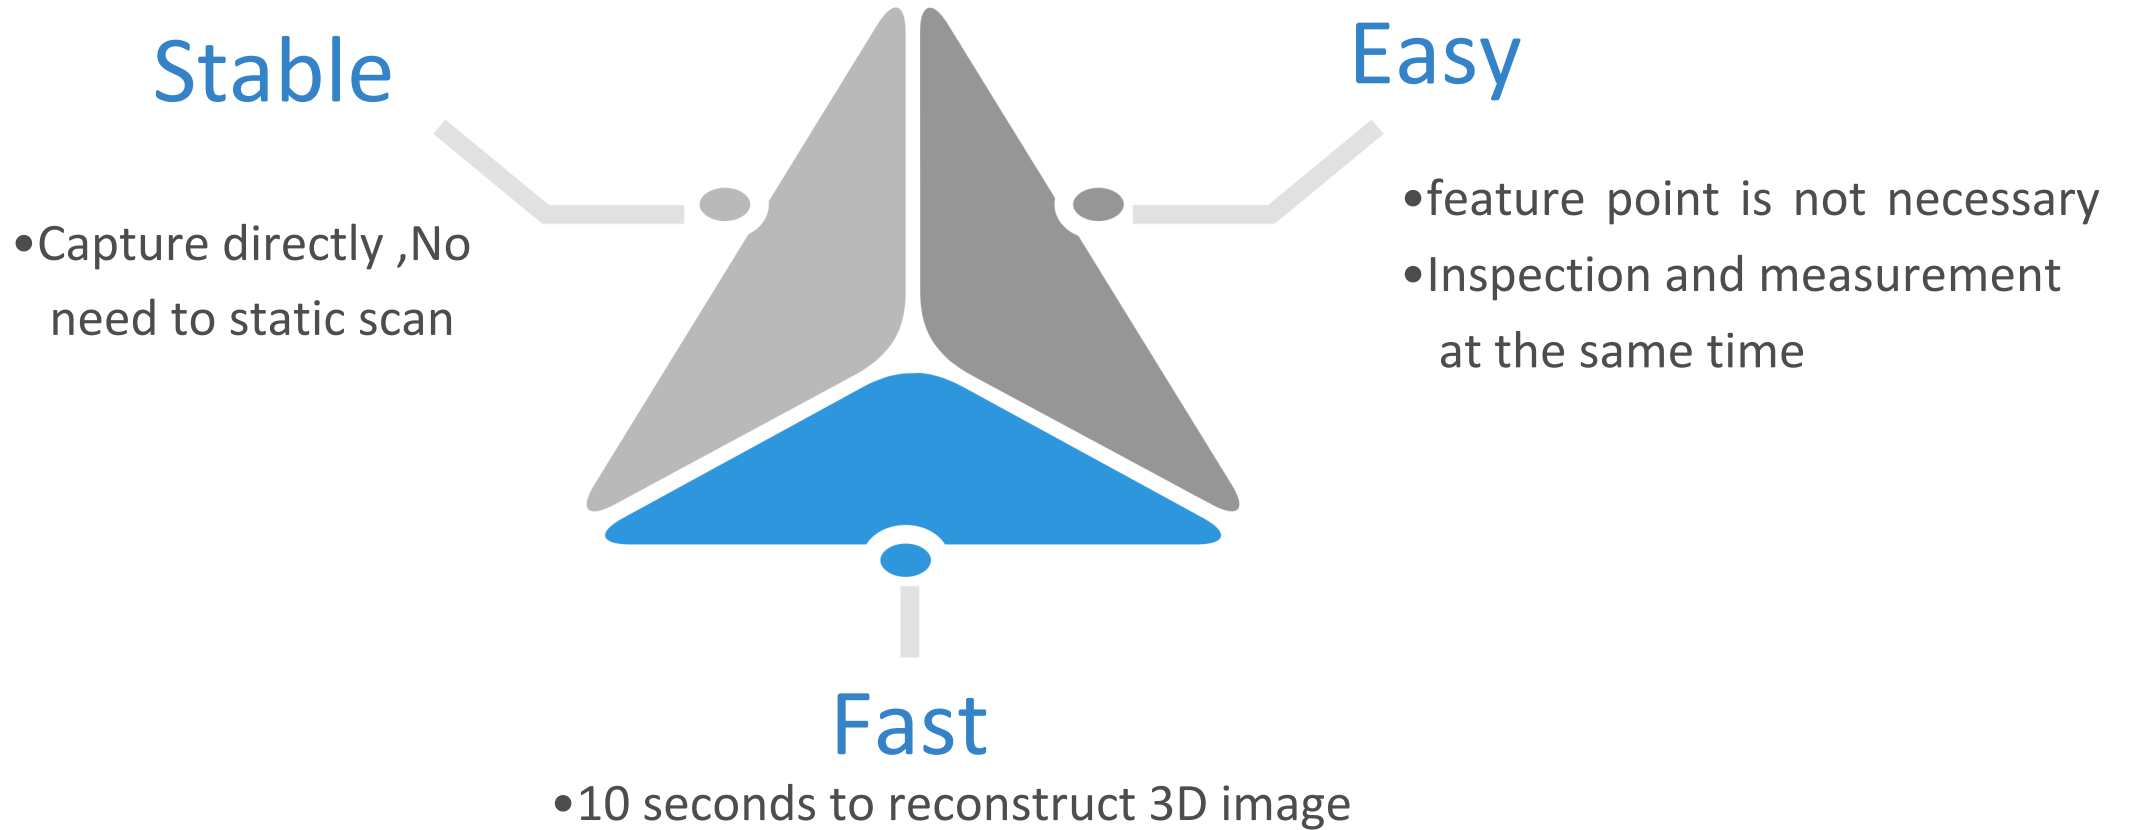 Stable
•Capture directly ,No
need to static scan
Easy
•feature point is not necessary
•Inspection and measurement
at the same time
Fast
•10 seconds to reconstruct 3D image